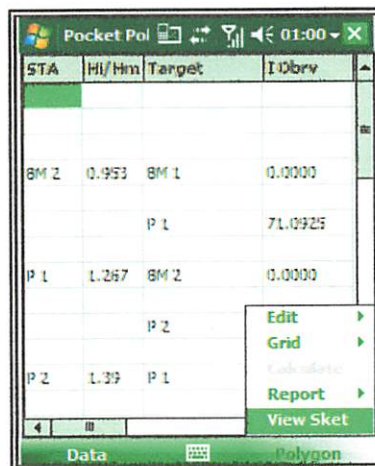 Pocket Pol 01:00
STA Hi/Hm Target I Obrv
BM 2 0.953 BM 1 0.0000
P 1 71.0925
P 1 1.267 BM 2 0.0000
P 2
P 2 1.39 P 1
Edit
Grid
Calculate
Report
View Sket
Data Polygon